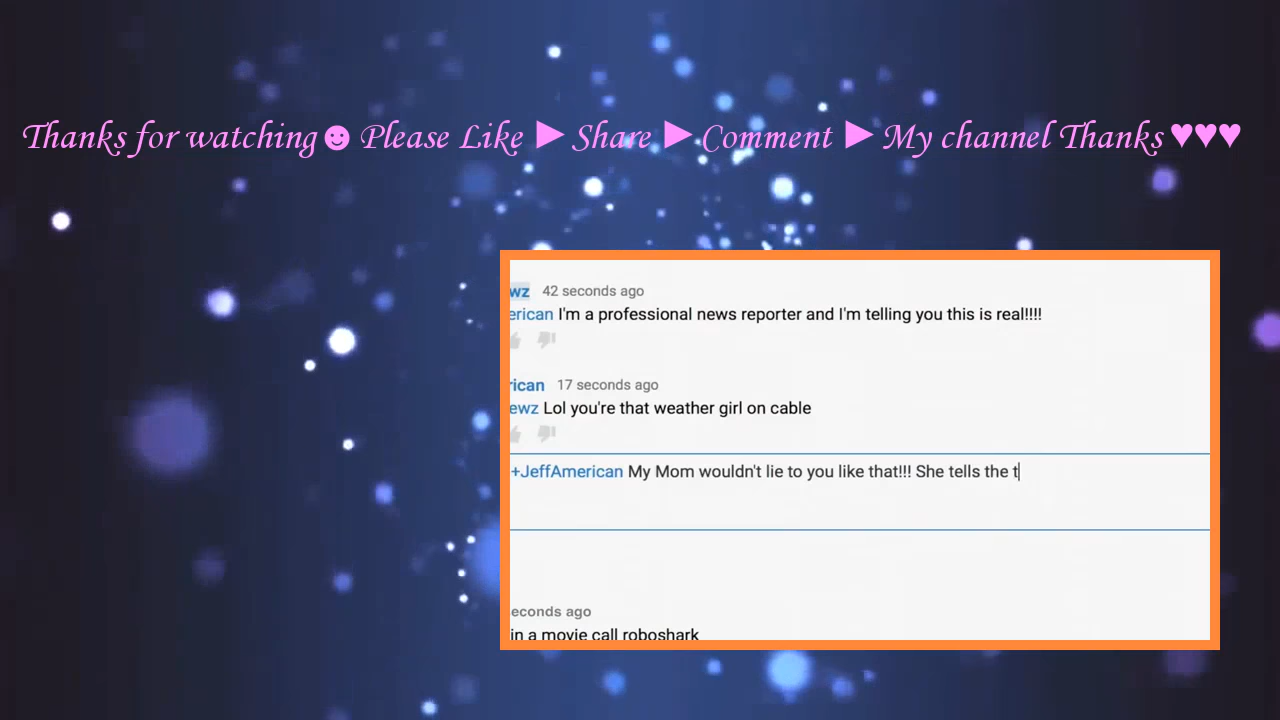 Thanks for watching☻Please Like ►Share ►Comment ►My channel Thanks♥♥♥
wz 42 seconds ago
erican I'm a professional news reporter and I'm telling you this is real!!!!
rican 17 seconds ago
ewz Lol you're that weather girl on cable
+JeffAmerican My Mom wouldn't lie to you like that!!! She tells the t
econds ago
in a movie call roboshark